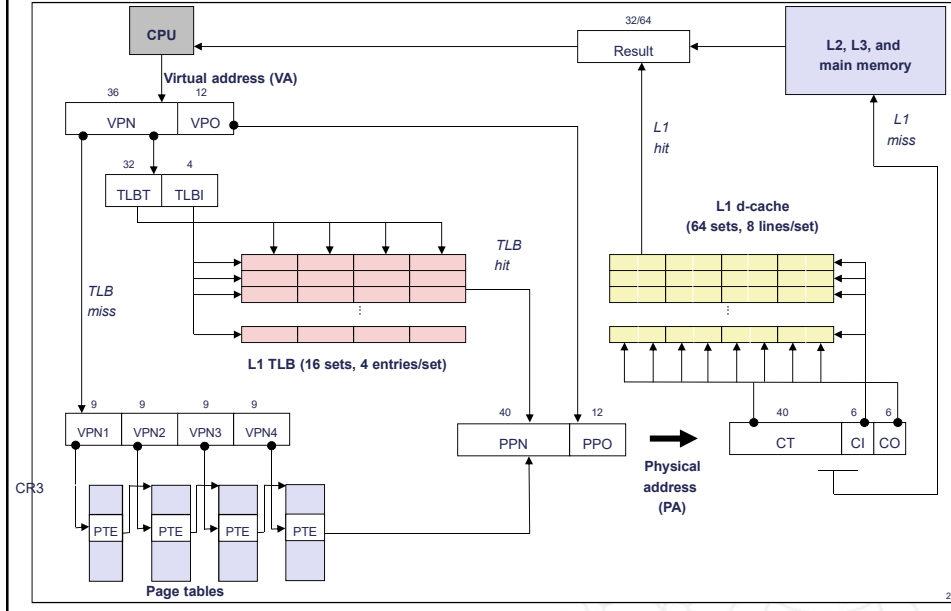 CPU
32/64
Result
L2, L3, and
main memory
Virtual address (VA)
36
12
VPN
VPO
L1
hit
L1
miss
32
4
TLBT
TLBI
L1 d-cache
(64 sets, 8 lines/set)
TLB
hit
TLB
miss
...
...
L1 TLB (16 sets, 4 entries/set)
9
9
9
9
VPN1
VPN2
VPN3
VPN4
40
12
PPN
PPO
40
6
6
CT
CI
CO
Physical
address
(PA)
CR3
PTE
PTE
PTE
PTE
Page tables
2